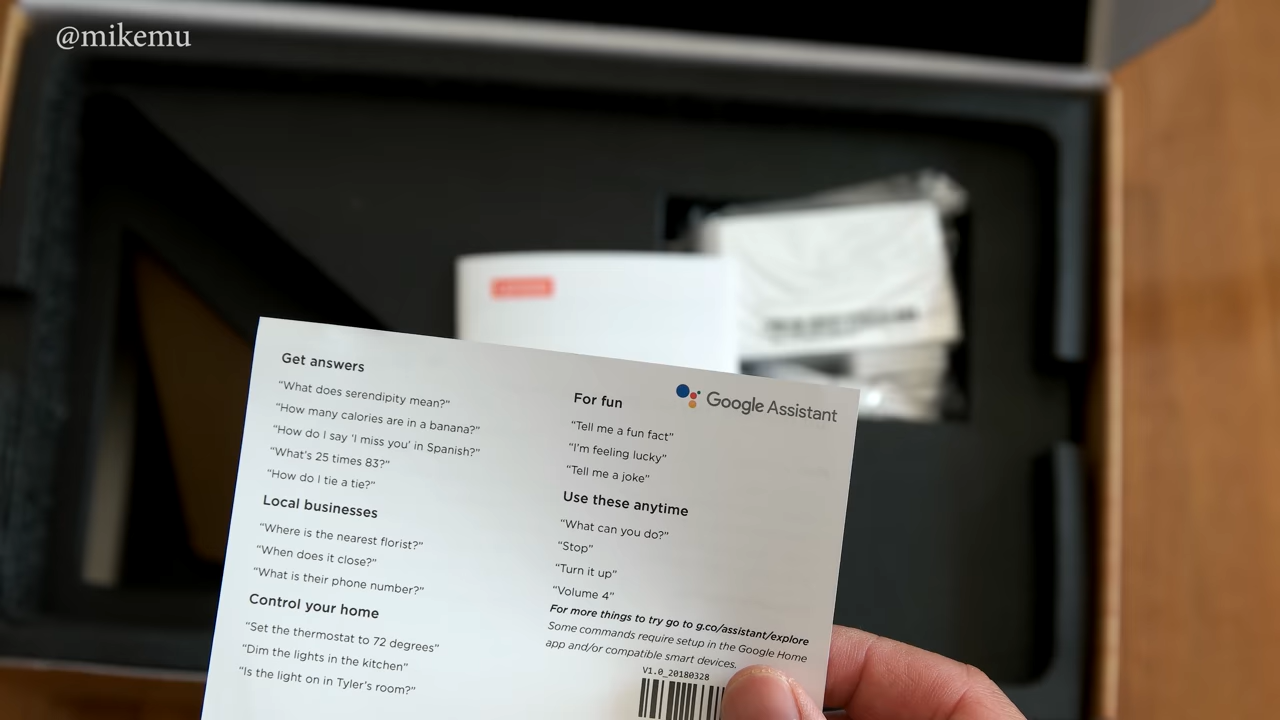 @mikemu
Get answers
“What does serendipity mean?”
“How many calories are in a banana?”
“How do I say ‘I miss you’ in Spanish?”
“What’s 25 times 83?”
“How do I tie a tie?”
Local businesses
“Where is the nearest florist?”
“When does it close?”
“What is their phone number?”
Control your home
“Set the thermostat to 72 degrees”
“Dim the lights in the kitchen”
“Is the light on in Tyler’s room?”
Google Assistant
For fun
“Tell me a fun fact”
“I’m feeling lucky”
“Tell me a joke”
Use these anytime
“What can you do?”
“Stop”
“Turn it up”
“Volume 4”
For more things to try go to g.co/assistant/explore
Some commands require setup in the Google Home
app and/or compatible smart devices.
V1.0_20180328